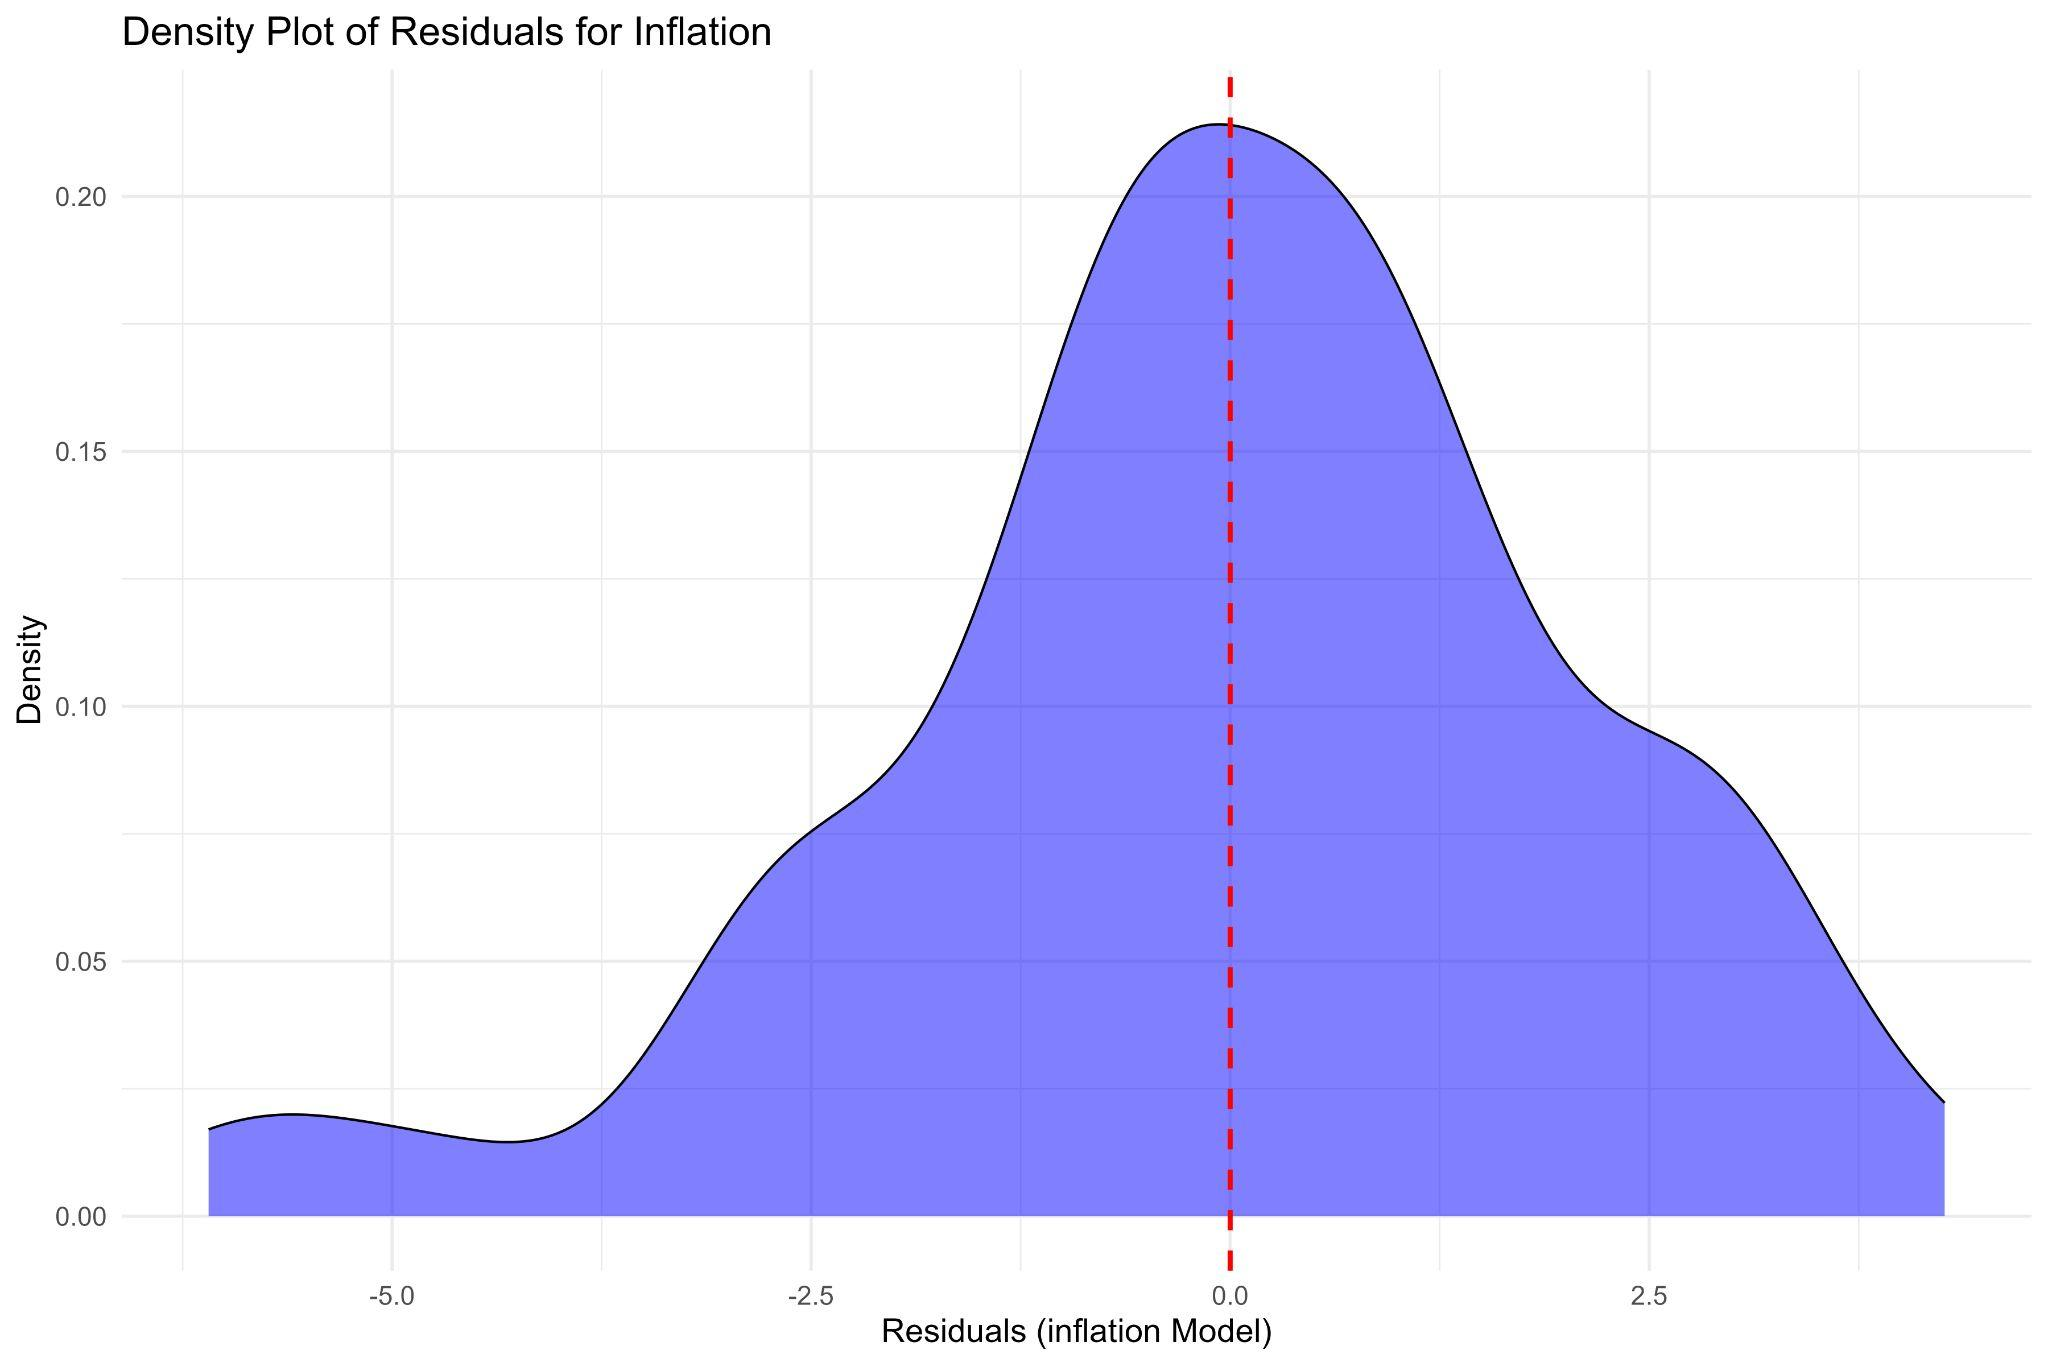 Density Plot of Residuals for Inflation
Density
0.20
0.15
0.10
0.05
0.00
-5.0 -2.5 0.0 2.5
Residuals (inflation Model)